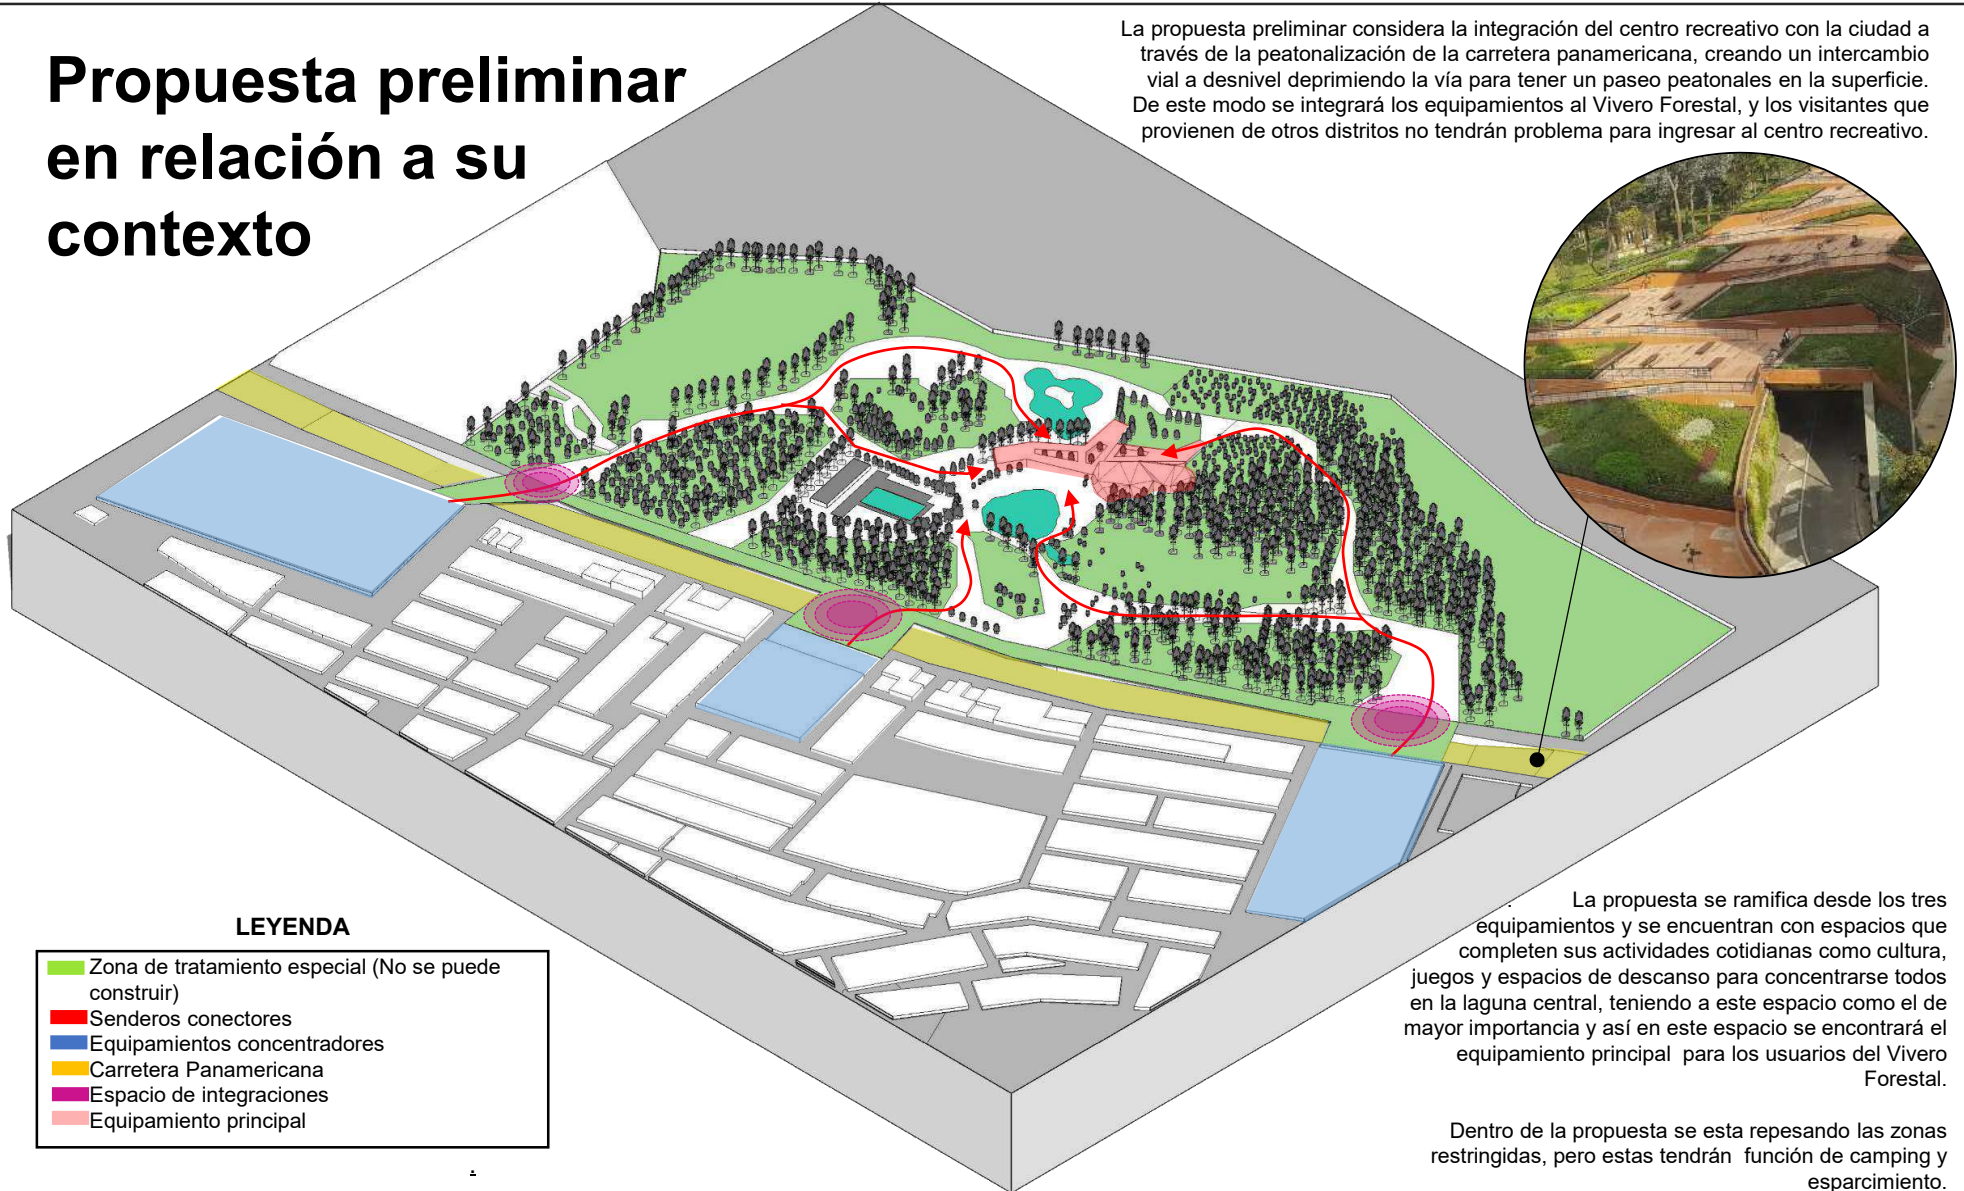 Propuesta preliminar
en relación a su
contexto
La propuesta preliminar considera la integración del centro recreativo con la ciudad a
través de la peatonalización de la carretera panamericana, creando un intercambio
vial a desnivel deprimiendo la vía para tener un paseo peatonales en la superficie.
De este modo se integrará los equipamientos al Vivero Forestal, y los visitantes que
provienen de otros distritos no tendrán problema para ingresar al centro recreativo.
. La propuesta se ramifica desde los tres
equipamientos y se encuentran con espacios que
completen sus actividades cotidianas como cultura,
juegos y espacios de descanso para concentrarse todos
en la laguna central, teniendo a este espacio como el de
mayor importancia y así en este espacio se encontrará el
equipamiento principal para los usuarios del Vivero
Forestal.
Dentro de la propuesta se esta repesando las zonas
restringidas, pero estas tendrán función de camping y
esparcimiento.
LEYENDA
Zona de tratamiento especial (No se puede
construir)
Senderos conectores
Equipamientos concentradores
Carretera Panamericana
Espacio de integraciones
Equipamiento principal
.